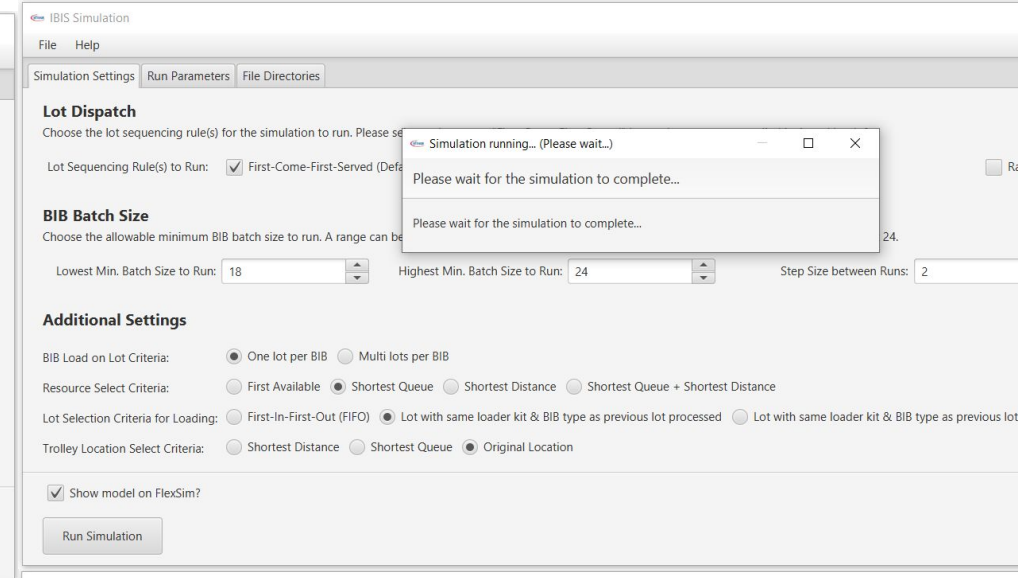 IBIS Simulation
File Help
Simulation Settings Run Parameters File Directories
Lot Dispatch
Choose the lot sequencing rule(s) for the simulation to run. Please
Simulation running... (Please wait...)
Please wait for the simulation to complete...
Please wait for the simulation to complete...
Lot Sequencing Rule(s) to Run: First-Come-First-Served
BIB Batch Size
Choose the allowable minimum BIB batch size to run. A range can be 24.
Lowest Min. Batch Size to Run: 18 Highest Min. Batch Size to Run: 24 Step Size between Runs: 2
Additional Settings
BIB Load on Lot Criteria: One lot per BIB Multi lots per BIB
Resource Select Criteria: First Available Shortest Queue Shortest Distance Shortest Queue + Shortest Distance
Lot Selection Criteria for Loading: First-In-First-Out (FIFO) Lot with same loader kit & BIB type as previous lot processed Lot with same loader kit & BIB type as previous lot
Trolley Location Select Criteria: Shortest Distance Shortest Queue Original Location
Show model on FlexSim?
Run Simulation